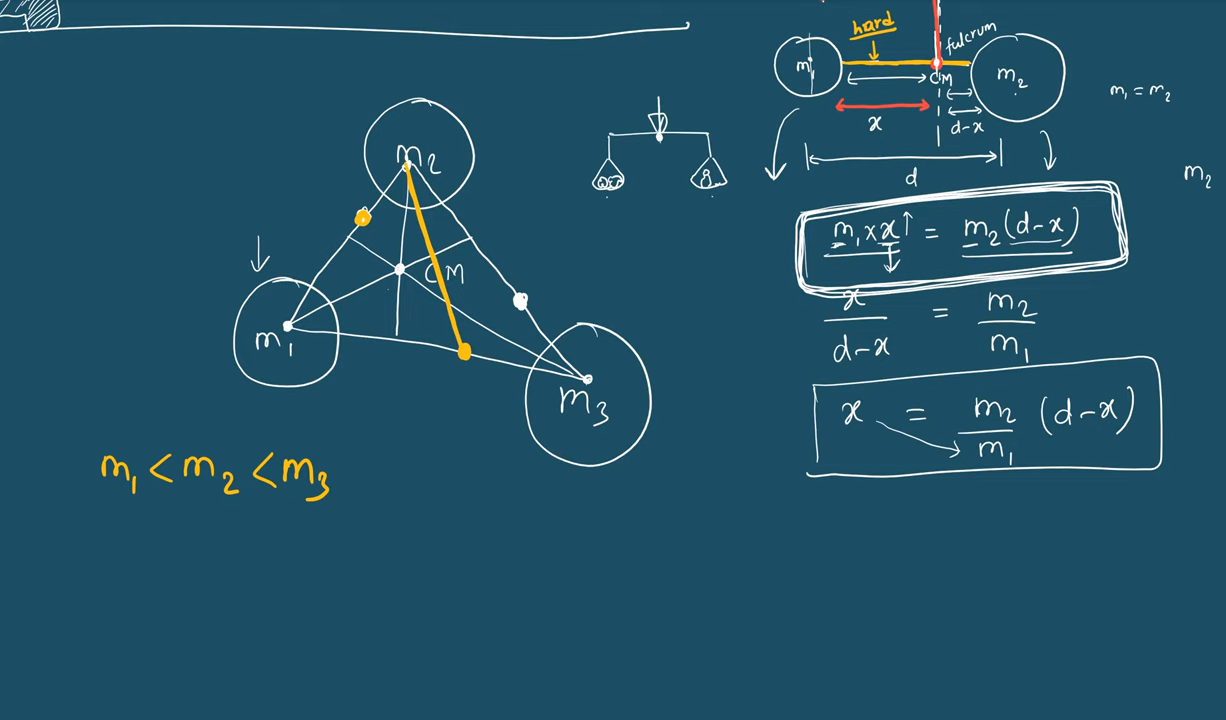 hard
fulcrum
m₁
CM
m₂
m₁ = m₂
x
d-x
d
m₂
m₁ × x↑ = m₂(d-x)
x/(d-x) = m₂/m₁
x = m₂/m₁ (d-x)
m₂
CM
m₁
m₃
m₁ < m₂ < m₃